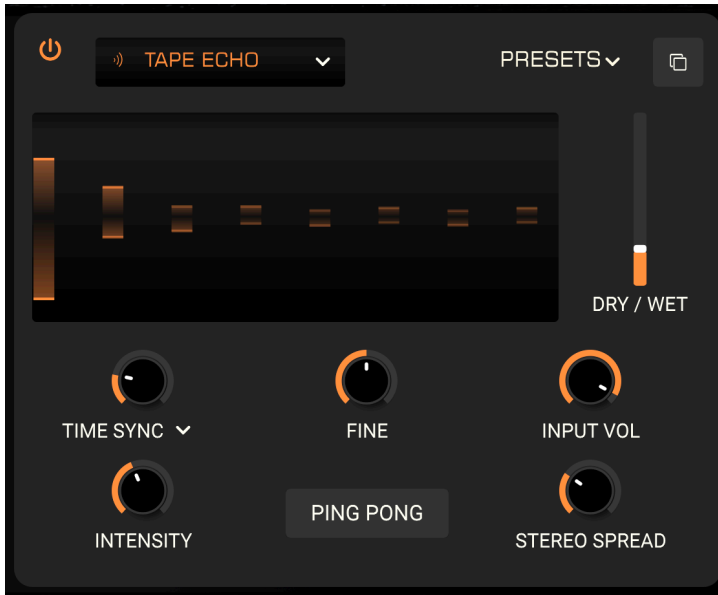 TAPE ECHO
PRESETS
DRY / WET
TIME SYNC
FINE
INPUT VOL
INTENSITY
PING PONG
STEREO SPREAD